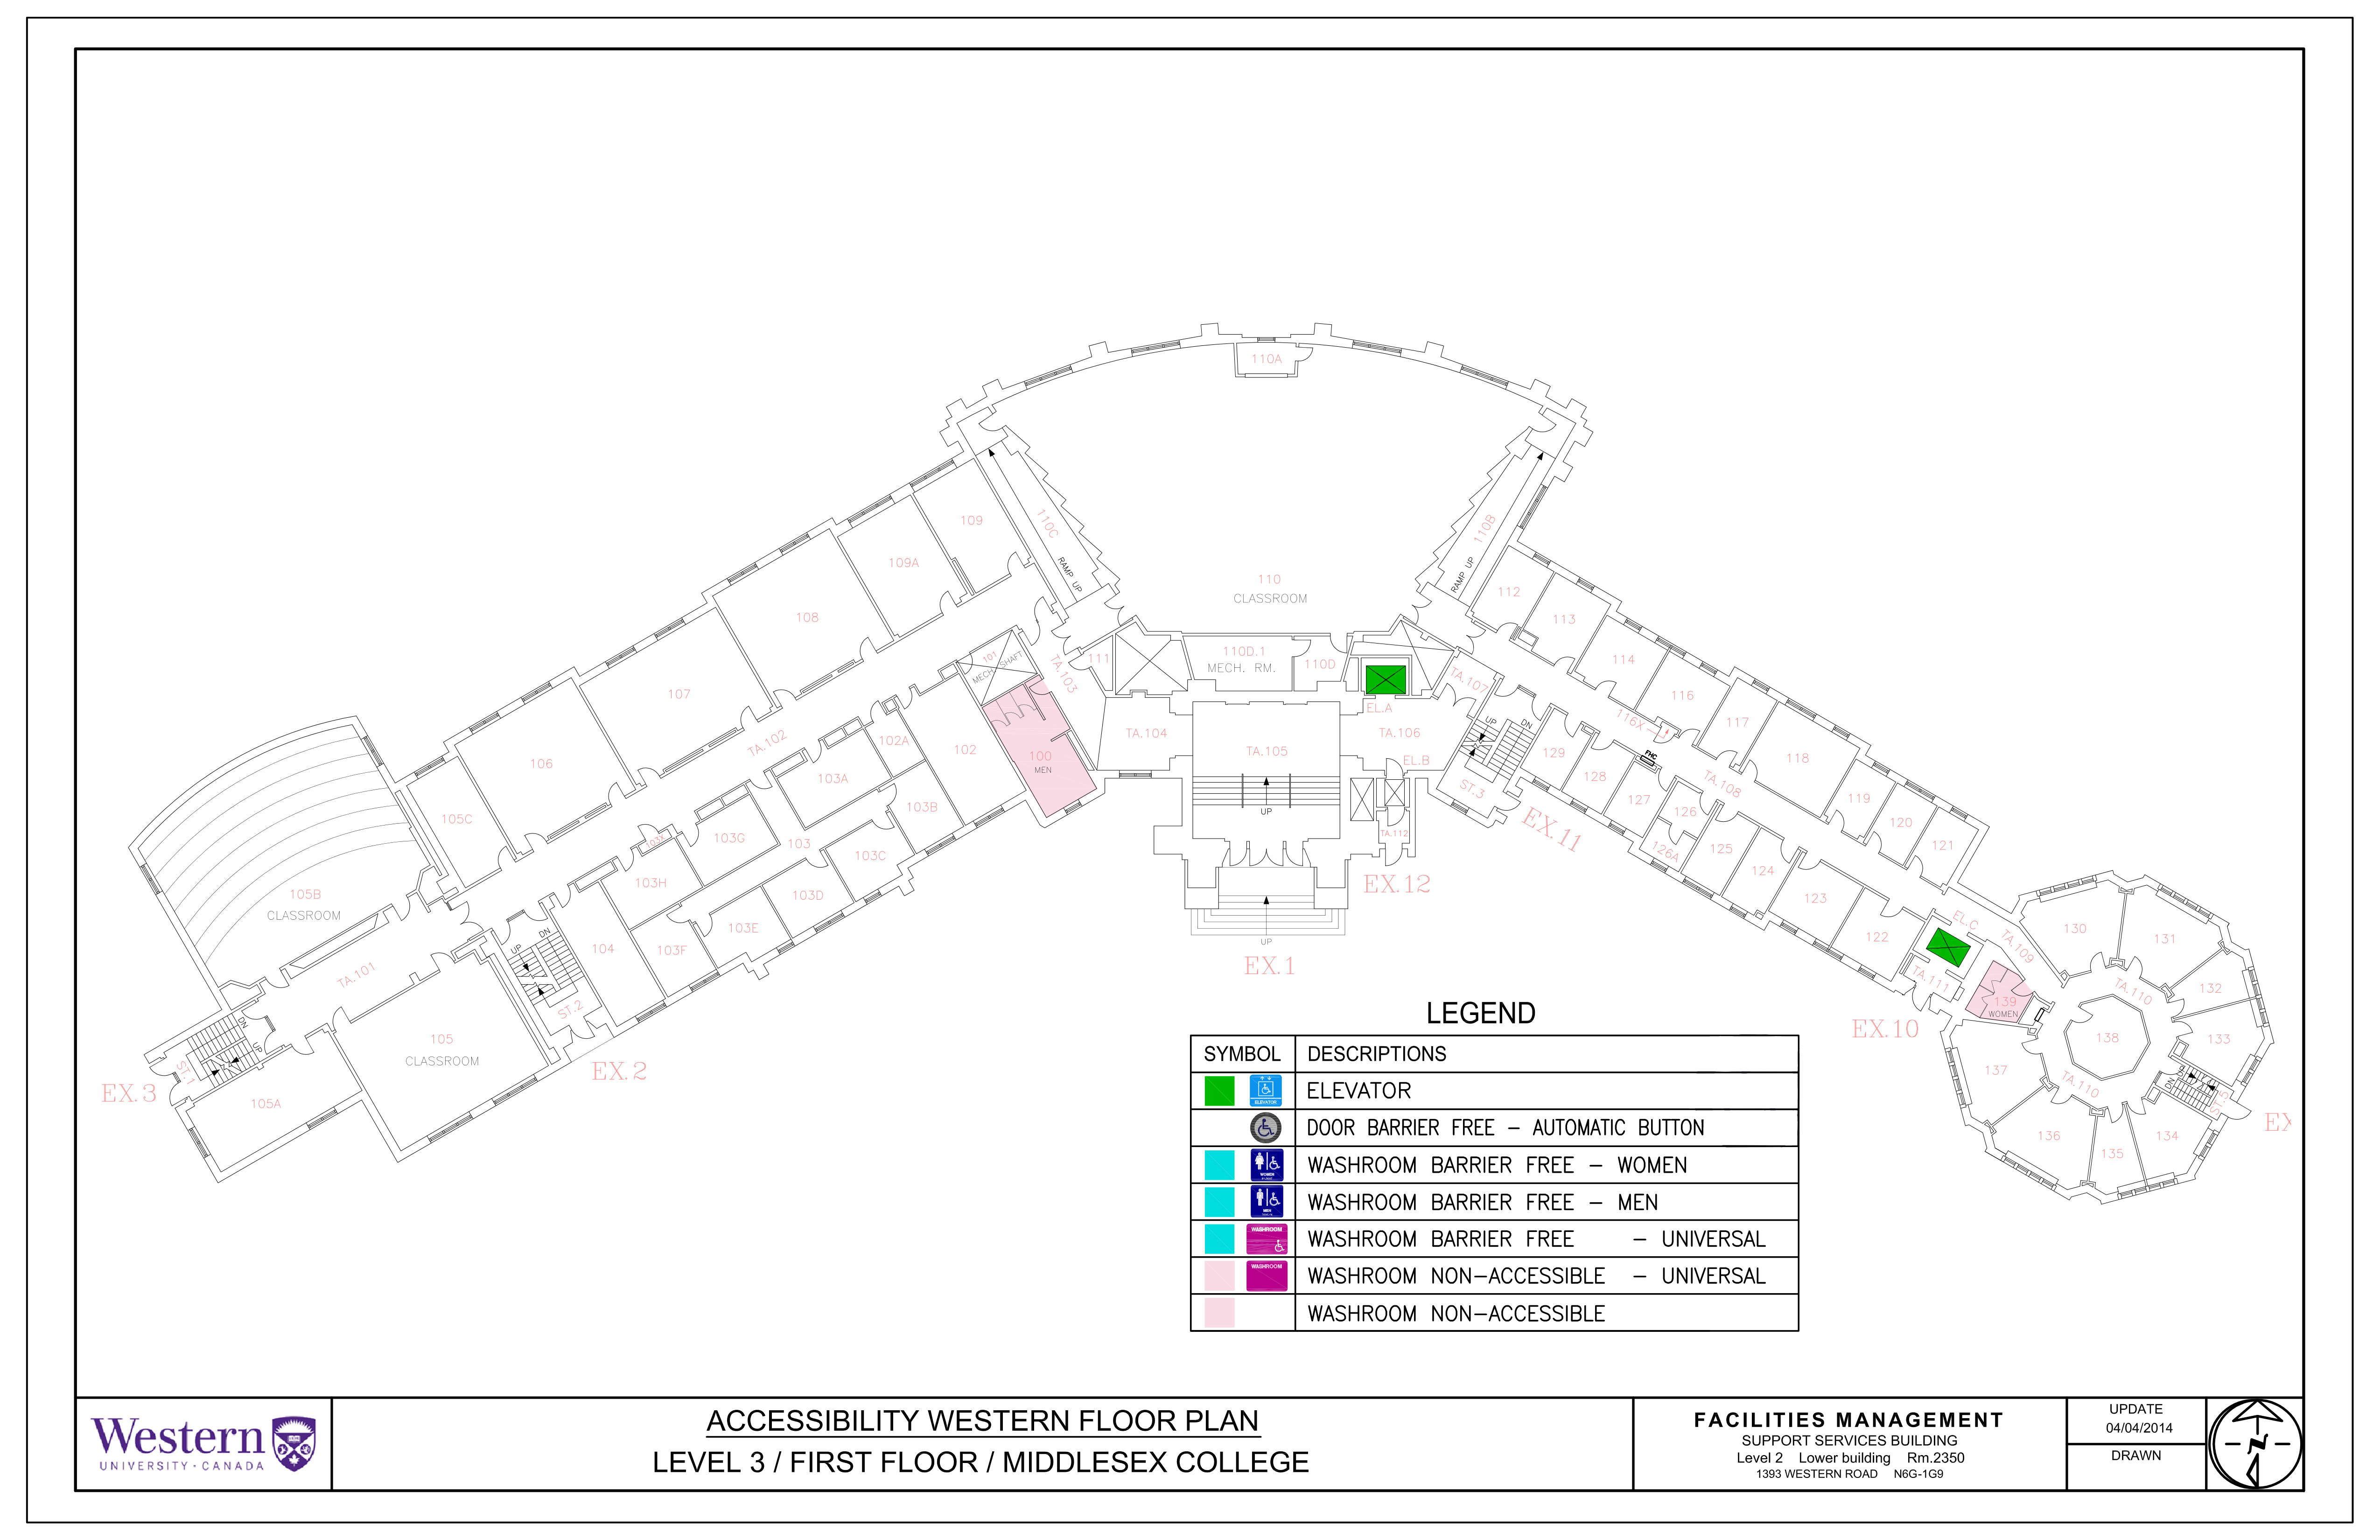 110A
109
110C
RAMP UP
110B
RAMP UP
109A
108
110
CLASSROOM
112
113
114
116
116X
117
118
119
120
121
107
106
105C
TA.102
101
MECH SHAFT
TA.103
111
110D.1
MECH. RM.
110D
TA.107
EL.A
TA.104
TA.105
TA.106
EL.B
UP
UP
DN
ST.3
129
128
FHC
127
TA.108
126
126A
125
124
123
122
102A
102
100
MEN
103A
103B
103G
103
103X
103C
103H
103D
103E
103F
104
TA.112
EX.11
EX.12
UP
EX.1
105B
CLASSROOM
TA.101
UP
DN
ST.2
105
CLASSROOM
EX.2
DN
UP
ST.1
EX.3
105A
EL.C
TA.109
TA.111
139
WOMEN
EX.10
130
131
132
133
TA.110
138
137
TA.110
136
135
134
DN
UP
ST.5
EX
LEGEND
SYMBOL DESCRIPTIONS
ELEVATOR ELEVATOR
DOOR BARRIER FREE - AUTOMATIC BUTTON
WOMEN WASHROOM BARRIER FREE - WOMEN
MEN WASHROOM BARRIER FREE - MEN
WASHROOM WASHROOM BARRIER FREE - UNIVERSAL
WASHROOM WASHROOM NON-ACCESSIBLE - UNIVERSAL
WASHROOM NON-ACCESSIBLE
Western
UNIVERSITY · CANADA
ACCESSIBILITY WESTERN FLOOR PLAN
LEVEL 3 / FIRST FLOOR / MIDDLESEX COLLEGE
FACILITIES MANAGEMENT
SUPPORT SERVICES BUILDING
Level 2 Lower building Rm.2350
1393 WESTERN ROAD N6G-1G9
UPDATE
04/04/2014
DRAWN
N